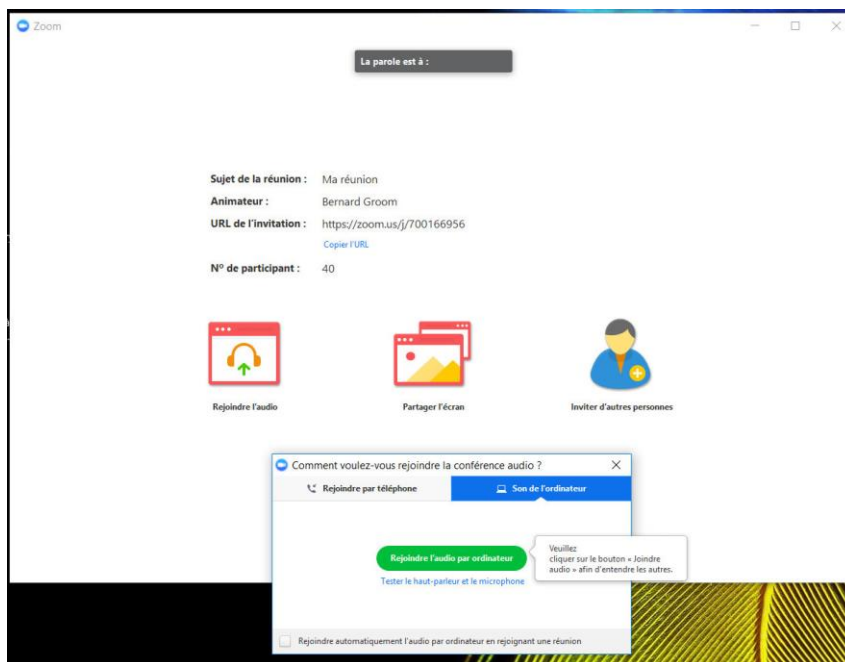 Zoom
La parole est à :
Sujet de la réunion : Ma réunion
Animateur : Bernard Groom
URL de l'invitation : https://zoom.us/j/700166956
Copier l'URL
N° de participant : 40
Rejoindre l'audio
Partager l'écran
Inviter d'autres personnes
Comment voulez-vous rejoindre la conférence audio ?
Rejoindre par téléphone
Son de l'ordinateur
Rejoindre l'audio par ordinateur
Veuillez
cliquer sur le bouton « Joindre
audio » afin d'entendre les autres.
Tester le haut-parleur et le microphone
Rejoindre automatiquement l'audio par ordinateur en rejoignant une réunion